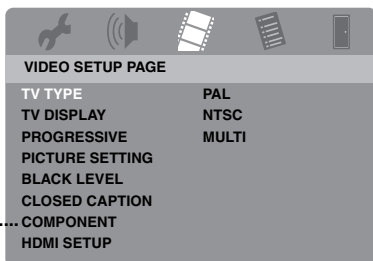 VIDEO SETUP PAGE
TV TYPE PAL
TV DISPLAY NTSC
PROGRESSIVE MULTI
PICTURE SETTING
BLACK LEVEL
CLOSED CAPTION
COMPONENT
HDMI SETUP